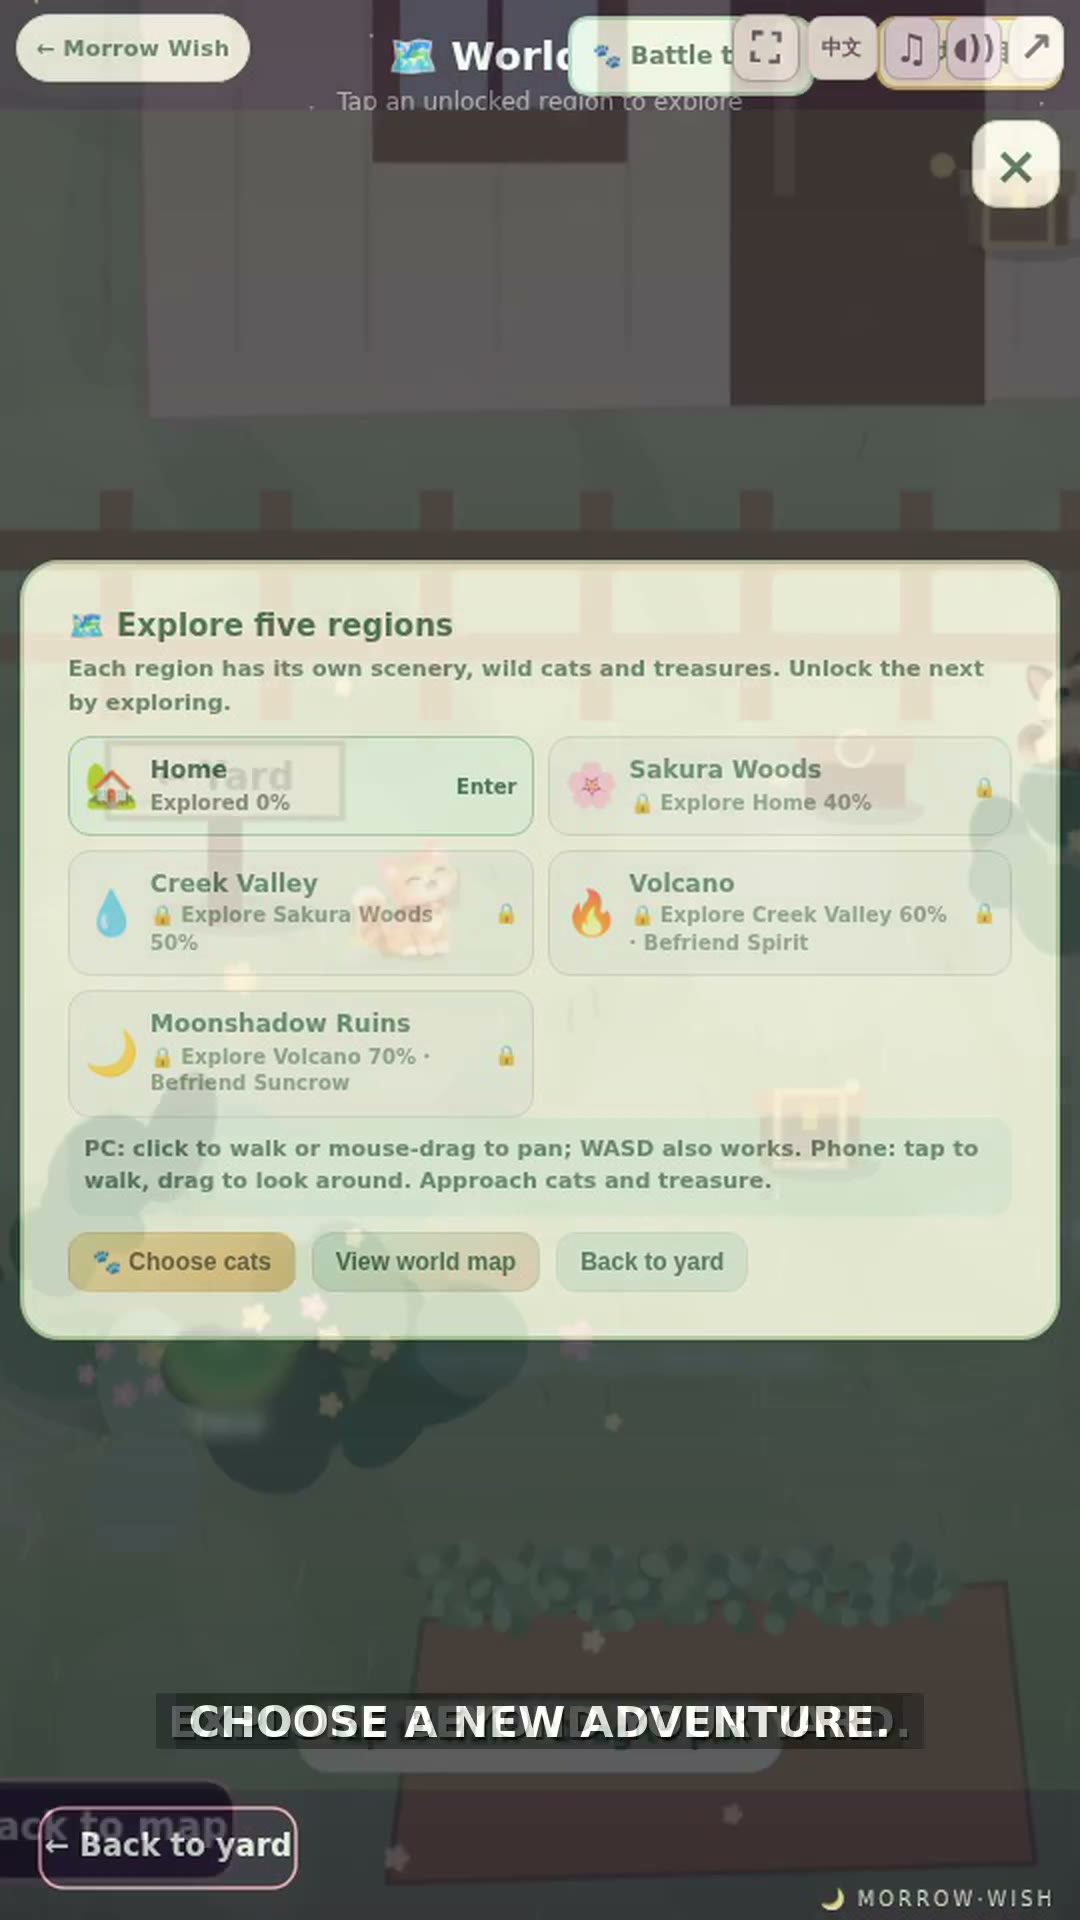 ← Morrow Wish
🗺️ World
🐾 Battle t
中文
Tap an unlocked region to explore
🗺️ Explore five regions
Each region has its own scenery, wild cats and treasures. Unlock the next
by exploring.
Home
Explored 0%
Enter
Yard
Sakura Woods
🔒 Explore Home 40%
Creek Valley
🔒 Explore Sakura Woods
50%
Volcano
🔒 Explore Creek Valley 60%
· Befriend Spirit
Moonshadow Ruins
🔒 Explore Volcano 70% ·
Befriend Suncrow
PC: click to walk or mouse-drag to pan; WASD also works. Phone: tap to
walk, drag to look around. Approach cats and treasure.
🐾 Choose cats
View world map
Back to yard
CHOOSE A NEW ADVENTURE.
ack to map
← Back to yard
🌙 MORROW·WISH